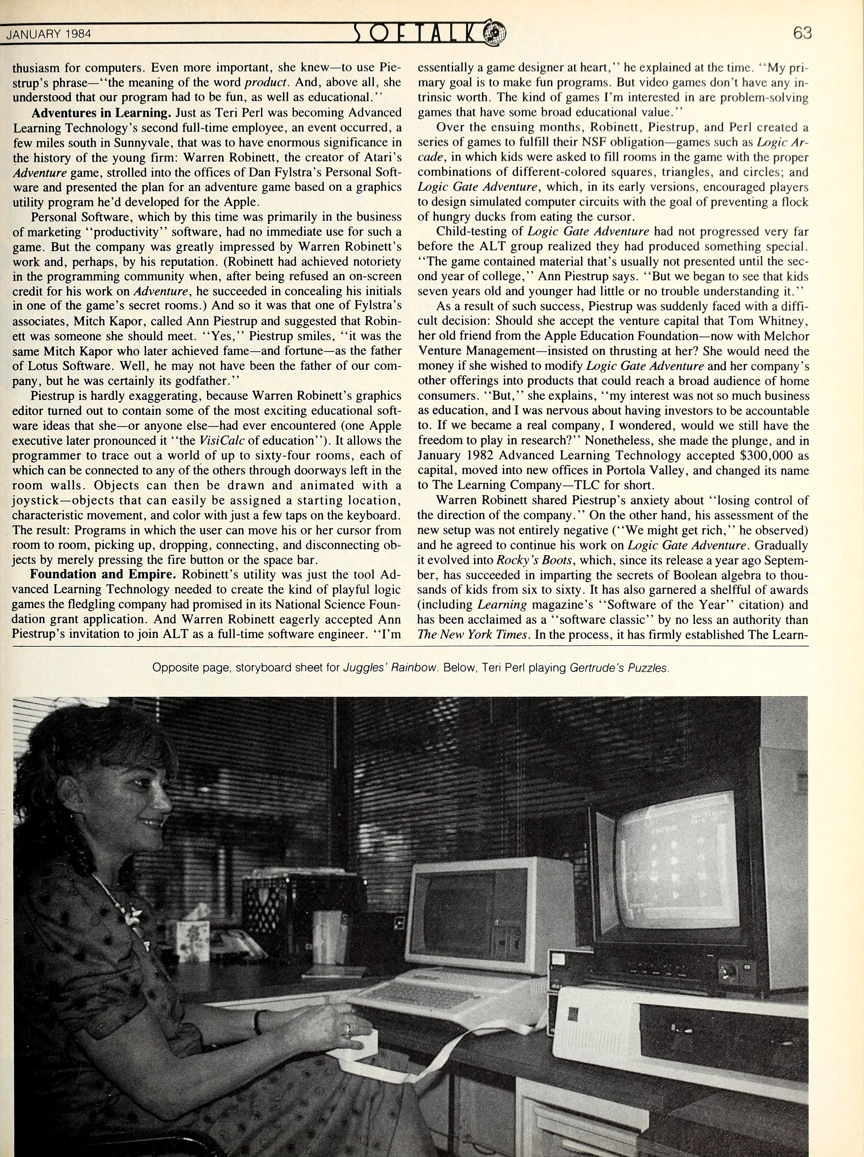 JANUARY 1984
SOFTALK
63
thusiasm for computers. Even more important, she knew—to use Pie-
strup's phrase—"the meaning of the word product. And, above all, she
understood that our program had to be fun, as well as educational."
Adventures in Learning. Just as Teri Perl was becoming Advanced
Learning Technology's second full-time employee, an event occurred, a
few miles south in Sunnyvale, that was to have enormous significance in
the history of the young firm: Warren Robinett, the creator of Atari's
Adventure game, strolled into the offices of Dan Fylstra's Personal Soft-
ware and presented the plan for an adventure game based on a graphics
utility program he'd developed for the Apple.
Personal Software, which by this time was primarily in the business
of marketing "productivity" software, had no immediate use for such a
game. But the company was greatly impressed by Warren Robinett's
work and, perhaps, by his reputation. (Robinett had achieved notoriety
in the programming community when, after being refused an on-screen
credit for his work on Adventure, he succeeded in concealing his initials
in one of the game's secret rooms.) And so it was that one of Fylstra's
associates, Mitch Kapor, called Ann Piestrup and suggested that Robin-
ett was someone she should meet. "Yes," Piestrup smiles, "it was the
same Mitch Kapor who later achieved fame—and fortune—as the father
of Lotus Software. Well, he may not have been the father of our com-
pany, but he was certainly its godfather."
Piestrup is hardly exaggerating, because Warren Robinett's graphics
editor turned out to contain some of the most exciting educational soft-
ware ideas that she—or anyone else—had ever encountered (one Apple
executive later pronounced it "the VisiCalc of education"). It allows the
programmer to trace out a world of up to sixty-four rooms, each of
which can be connected to any of the others through doorways left in the
room walls. Objects can then be drawn and animated with a
joystick—objects that can easily be assigned a starting location,
characteristic movement, and color with just a few taps on the keyboard.
The result: Programs in which the user can move his or her cursor from
room to room, picking up, dropping, connecting, and disconnecting ob-
jects by merely pressing the fire button or the space bar.
Foundation and Empire. Robinett's utility was just the tool Ad-
vanced Learning Technology needed to create the kind of playful logic
games the fledgling company had promised in its National Science Foun-
dation grant application. And Warren Robinett eagerly accepted Ann
Piestrup's invitation to join ALT as a full-time software engineer. "I'm
essentially a game designer at heart," he explained at the time. "My pri-
mary goal is to make fun programs. But video games don't have any in-
trinsic worth. The kind of games I'm interested in are problem-solving
games that have some broad educational value."
Over the ensuing months, Robinett, Piestrup, and Perl created a
series of games to fulfill their NSF obligation—games such as Logic Ar-
cade, in which kids were asked to fill rooms in the game with the proper
combinations of different-colored squares, triangles, and circles; and
Logic Gate Adventure, which, in its early versions, encouraged players
to design simulated computer circuits with the goal of preventing a flock
of hungry ducks from eating the cursor.
Child-testing of Logic Gate Adventure had not progressed very far
before the ALT group realized they had produced something special.
"The game contained material that's usually not presented until the sec-
ond year of college," Ann Piestrup says. "But we began to see that kids
seven years old and younger had little or no trouble understanding it."
As a result of such success, Piestrup was suddenly faced with a diffi-
cult decision: Should she accept the venture capital that Tom Whitney,
her old friend from the Apple Education Foundation—now with Melchor
Venture Management—insisted on thrusting at her? She would need the
money if she wished to modify Logic Gate Adventure and her company's
other offerings into products that could reach a broad audience of home
consumers. "But," she explains, "my interest was not so much business
as education, and I was nervous about having investors to be accountable
to. If we became a real company, I wondered, would we still have the
freedom to play in research?" Nonetheless, she made the plunge, and in
January 1982 Advanced Learning Technology accepted $300,000 as
capital, moved into new offices in Portola Valley, and changed its name
to The Learning Company—TLC for short.
Warren Robinett shared Piestrup's anxiety about "losing control of
the direction of the company." On the other hand, his assessment of the
new setup was not entirely negative ("We might get rich," he observed)
and he agreed to continue his work on Logic Gate Adventure. Gradually
it evolved into Rocky's Boots, which, since its release a year ago Septem-
ber, has succeeded in imparting the secrets of Boolean algebra to thou-
sands of kids from six to sixty. It has also garnered a shelfful of awards
(including Learning magazine's "Software of the Year" citation) and
has been acclaimed as a "software classic" by no less an authority than
The New York Times. In the process, it has firmly established The Learn-
Opposite page, storyboard sheet for Juggles' Rainbow. Below, Teri Perl playing Gertrude's Puzzles.